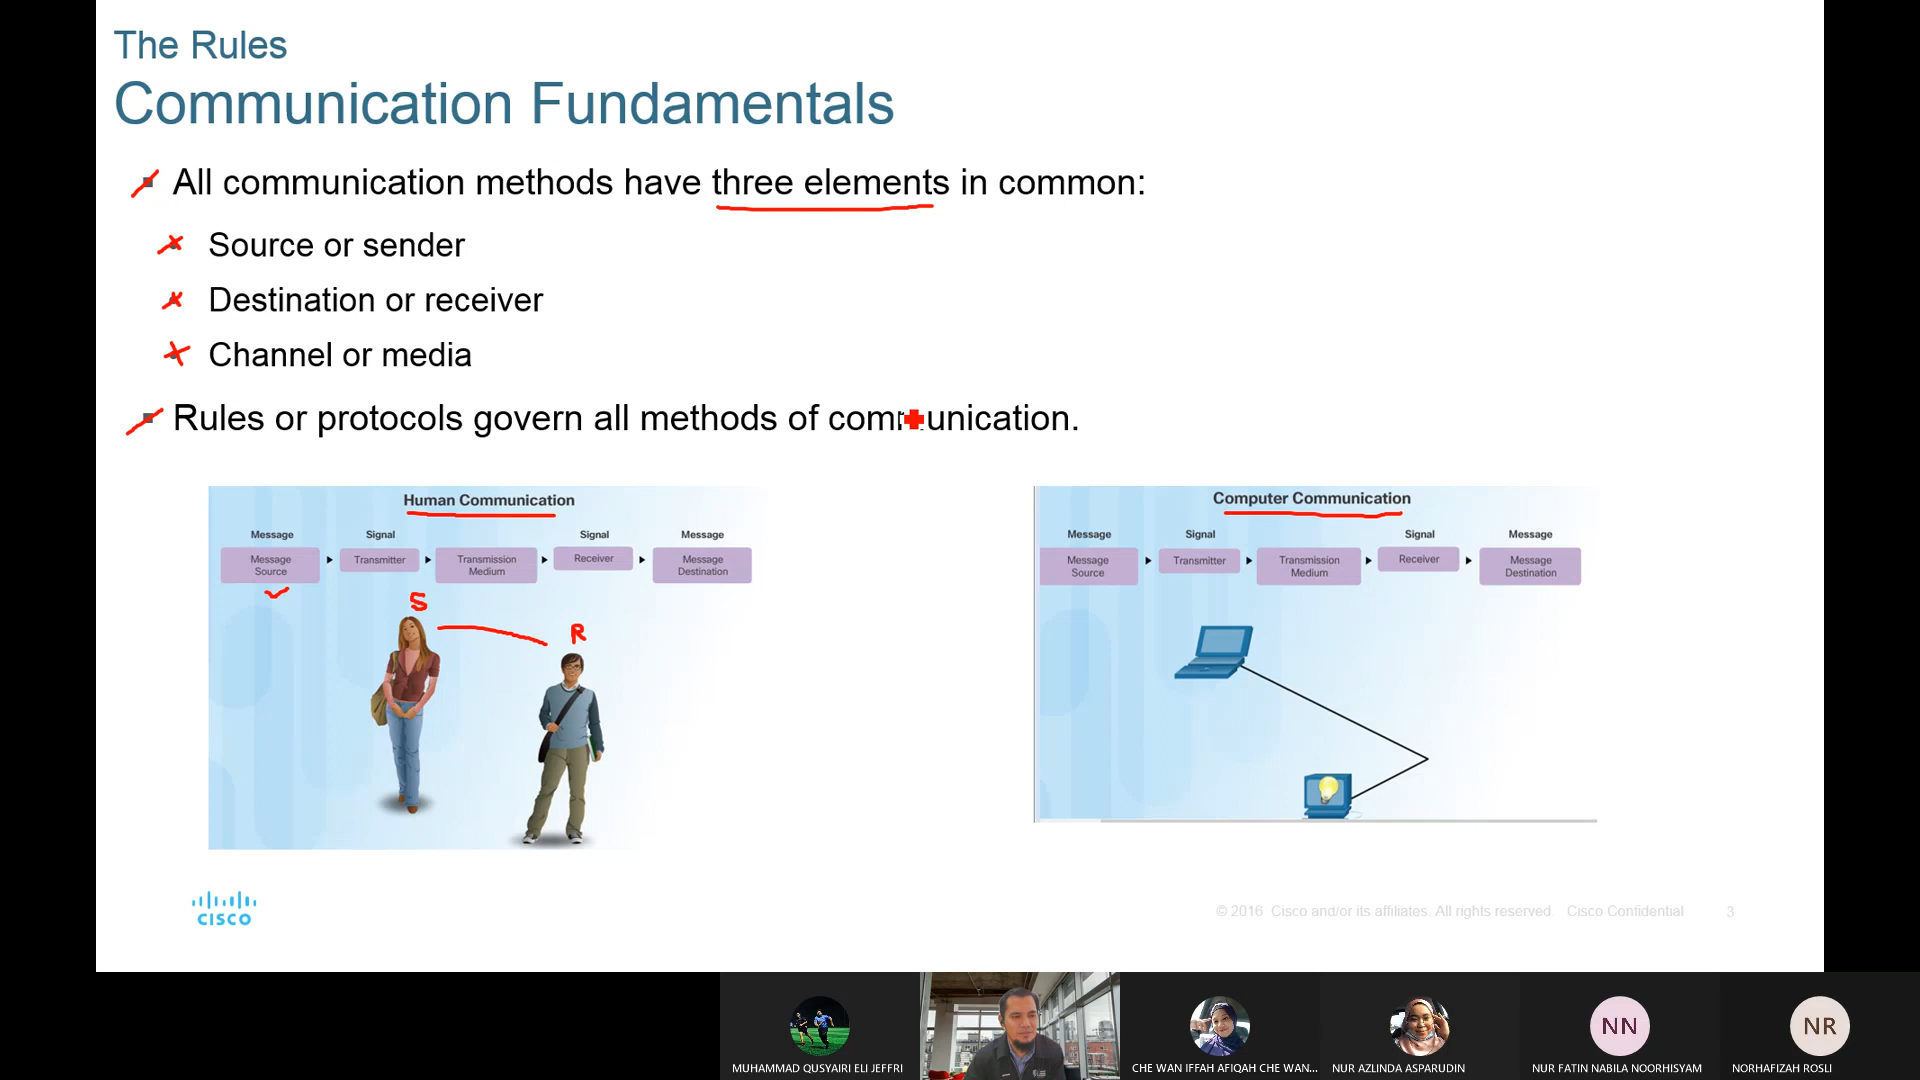 The Rules
Communication Fundamentals
All communication methods have three elements in common:
Source or sender
Destination or receiver
Channel or media
Rules or protocols govern all methods of communication.
Human Communication
Message Signal Signal Message
Message Source Transmitter Transmission Medium Receiver Message Destination
S
R
Computer Communication
Message Signal Signal Message
Message Source Transmitter Transmission Medium Receiver Message Destination
CISCO
© 2016 Cisco and/or its affiliates. All rights reserved. Cisco Confidential 3
NN
NR
MUHAMMAD QUSYAIRI ELI JEFFRI
CHE WAN IFFAH AFIQAH CHE WAN...
NUR AZLINDA ASPARUDIN
NUR FATIN NABILA NOORHISYAM
NORHAFIZAH ROSLI